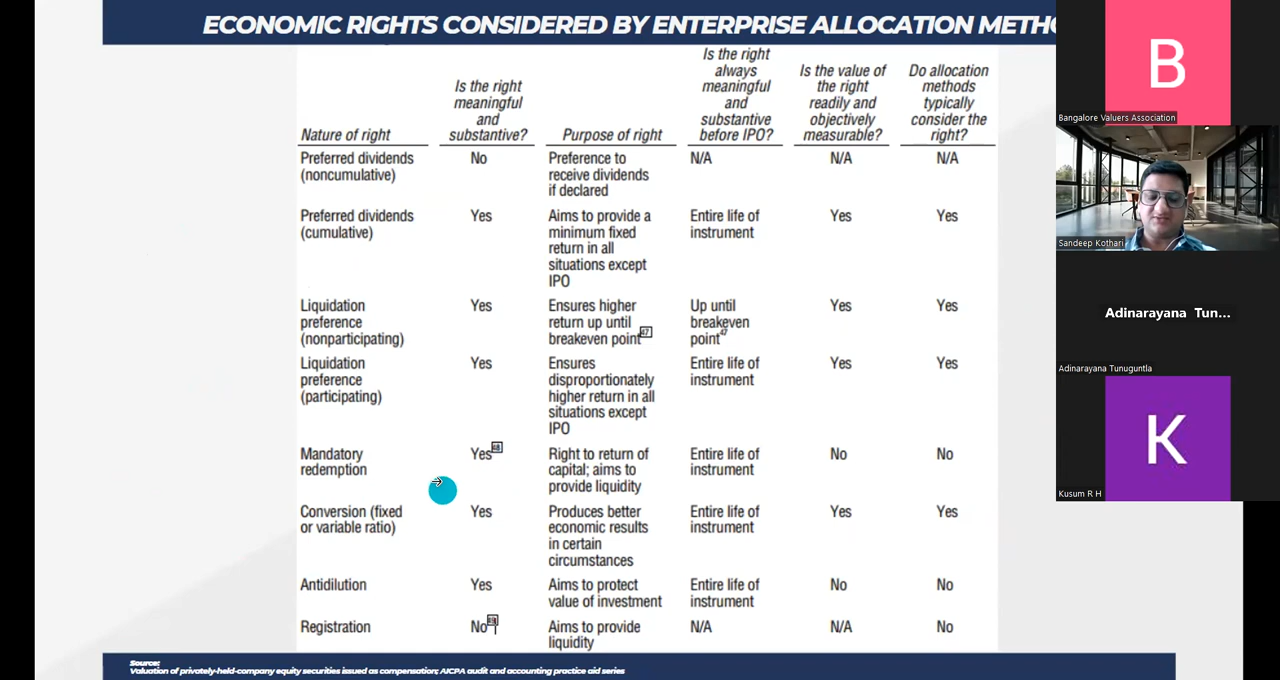 ECONOMIC RIGHTS CONSIDERED BY ENTERPRISE ALLOCATION METHO
Nature of right
Is the right
meaningful
and
substantive?
Purpose of right
Is the right
always
meaningful
and
substantive
before IPO?
Is the value of
the right
readily and
objectively
measurable?
Do allocation
methods
typically
consider the
right?
Preferred dividends
(noncumulative)
No
Preference to
receive dividends
if declared
N/A
N/A
N/A
Preferred dividends
(cumulative)
Yes
Aims to provide a
minimum fixed
return in all
situations except
IPO
Entire life of
instrument
Yes
Yes
Liquidation
preference
(nonparticipating)
Yes
Ensures higher
return up until
breakeven point47
Up until
breakeven
point47
Yes
Yes
Liquidation
preference
(participating)
Yes
Ensures
disproportionately
higher return in all
situations except
IPO
Entire life of
instrument
Yes
Yes
Mandatory
redemption
Yes48
Right to return of
capital; aims to
provide liquidity
Entire life of
instrument
No
No
Conversion (fixed
or variable ratio)
Yes
Produces better
economic results
in certain
circumstances
Entire life of
instrument
Yes
Yes
Antidilution
Yes
Aims to protect
value of investment
Entire life of
instrument
No
No
Registration
No
Aims to provide
liquidity
N/A
N/A
No
Source:
Valuation of privately-held-company equity securities issued as compensation; AICPA audit and accounting practice aid series
B
Bangalore Valuers Association
Sandeep Kothari
Adinarayana Tun...
Adinarayana Tunuguntla
K
Kusum R H